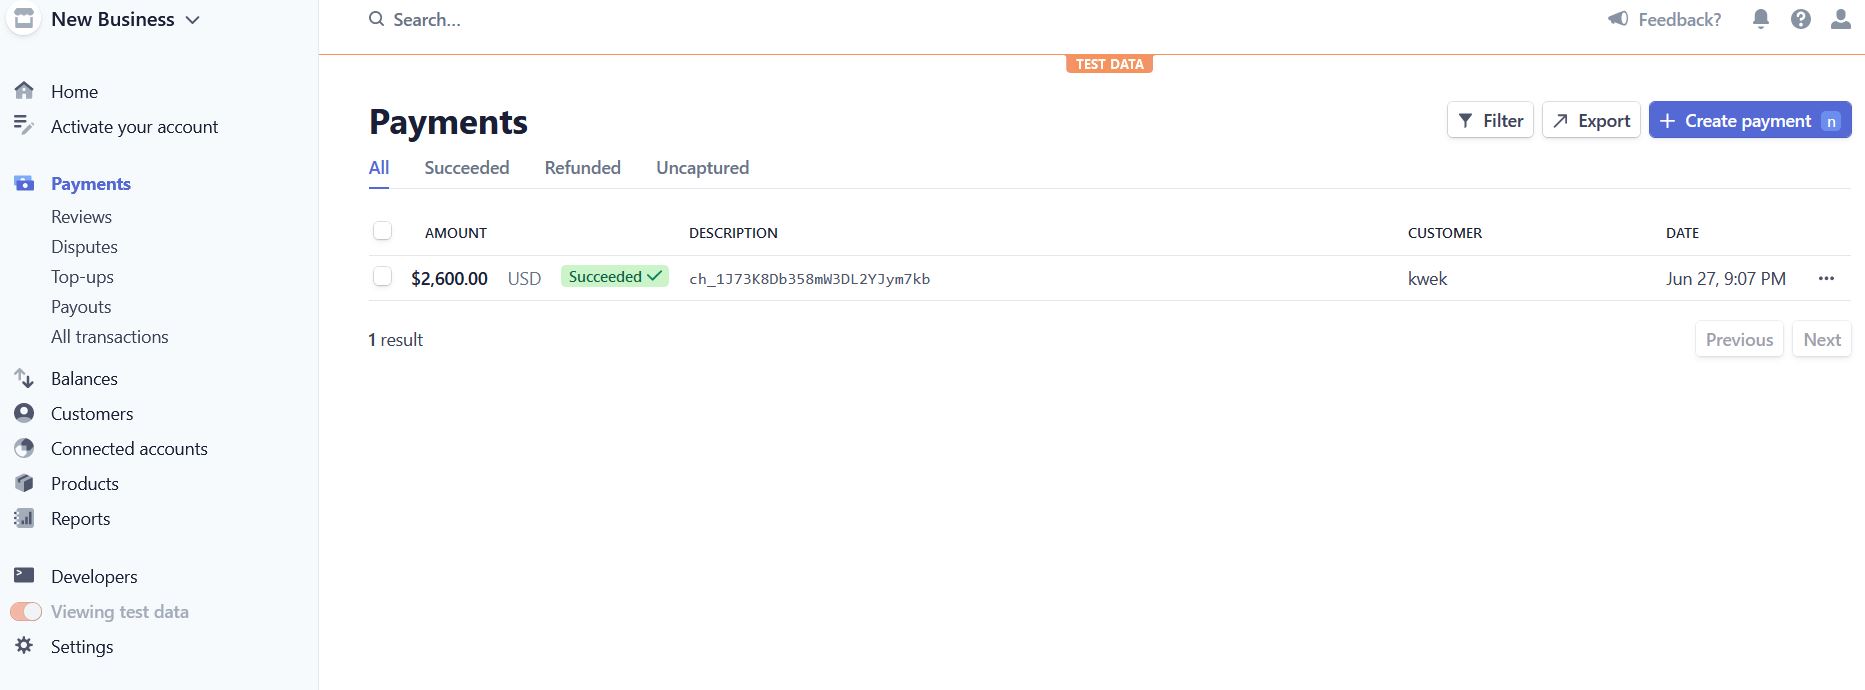 New Business
Search...
Feedback?
TEST DATA
Home
Activate your account
Payments
Reviews
Disputes
Top-ups
Payouts
All transactions
Balances
Customers
Connected accounts
Products
Reports
Developers
Viewing test data
Settings
Payments
Filter
Export
+ Create payment n
All Succeeded Refunded Uncaptured
AMOUNT DESCRIPTION CUSTOMER DATE
$2,600.00 USD Succeeded ✓ ch_1J73K8Db358mW3DL2YJym7kb kwek Jun 27, 9:07 PM ...
1 result
Previous Next